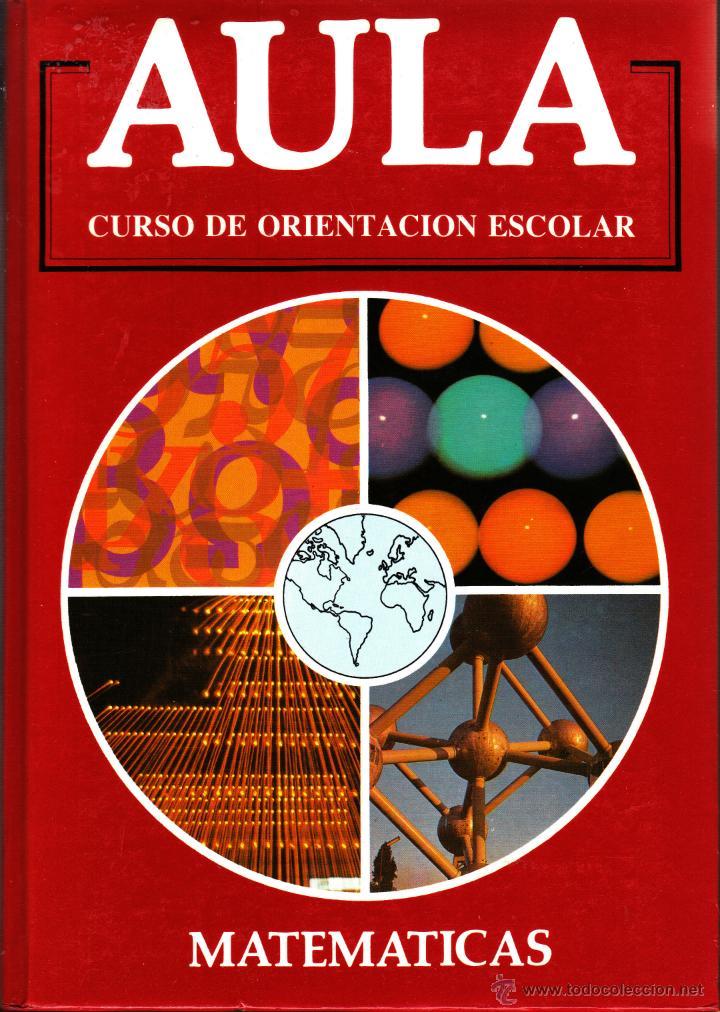 AULA
CURSO DE ORIENTACION ESCOLAR
MATEMATICAS
© www.todocoleccion.net